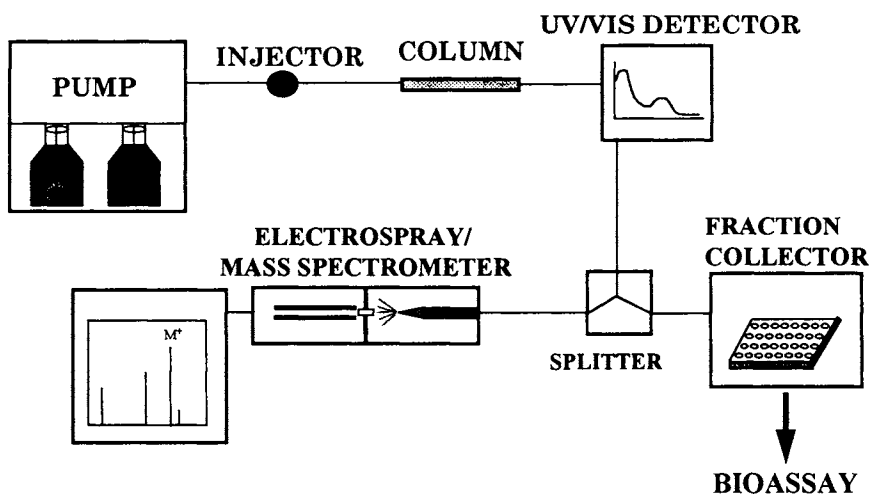 UV/VIS DETECTOR
INJECTOR
COLUMN
PUMP
ELECTROSPRAY/
MASS SPECTROMETER
FRACTION
COLLECTOR
M+
SPLITTER
BIOASSAY